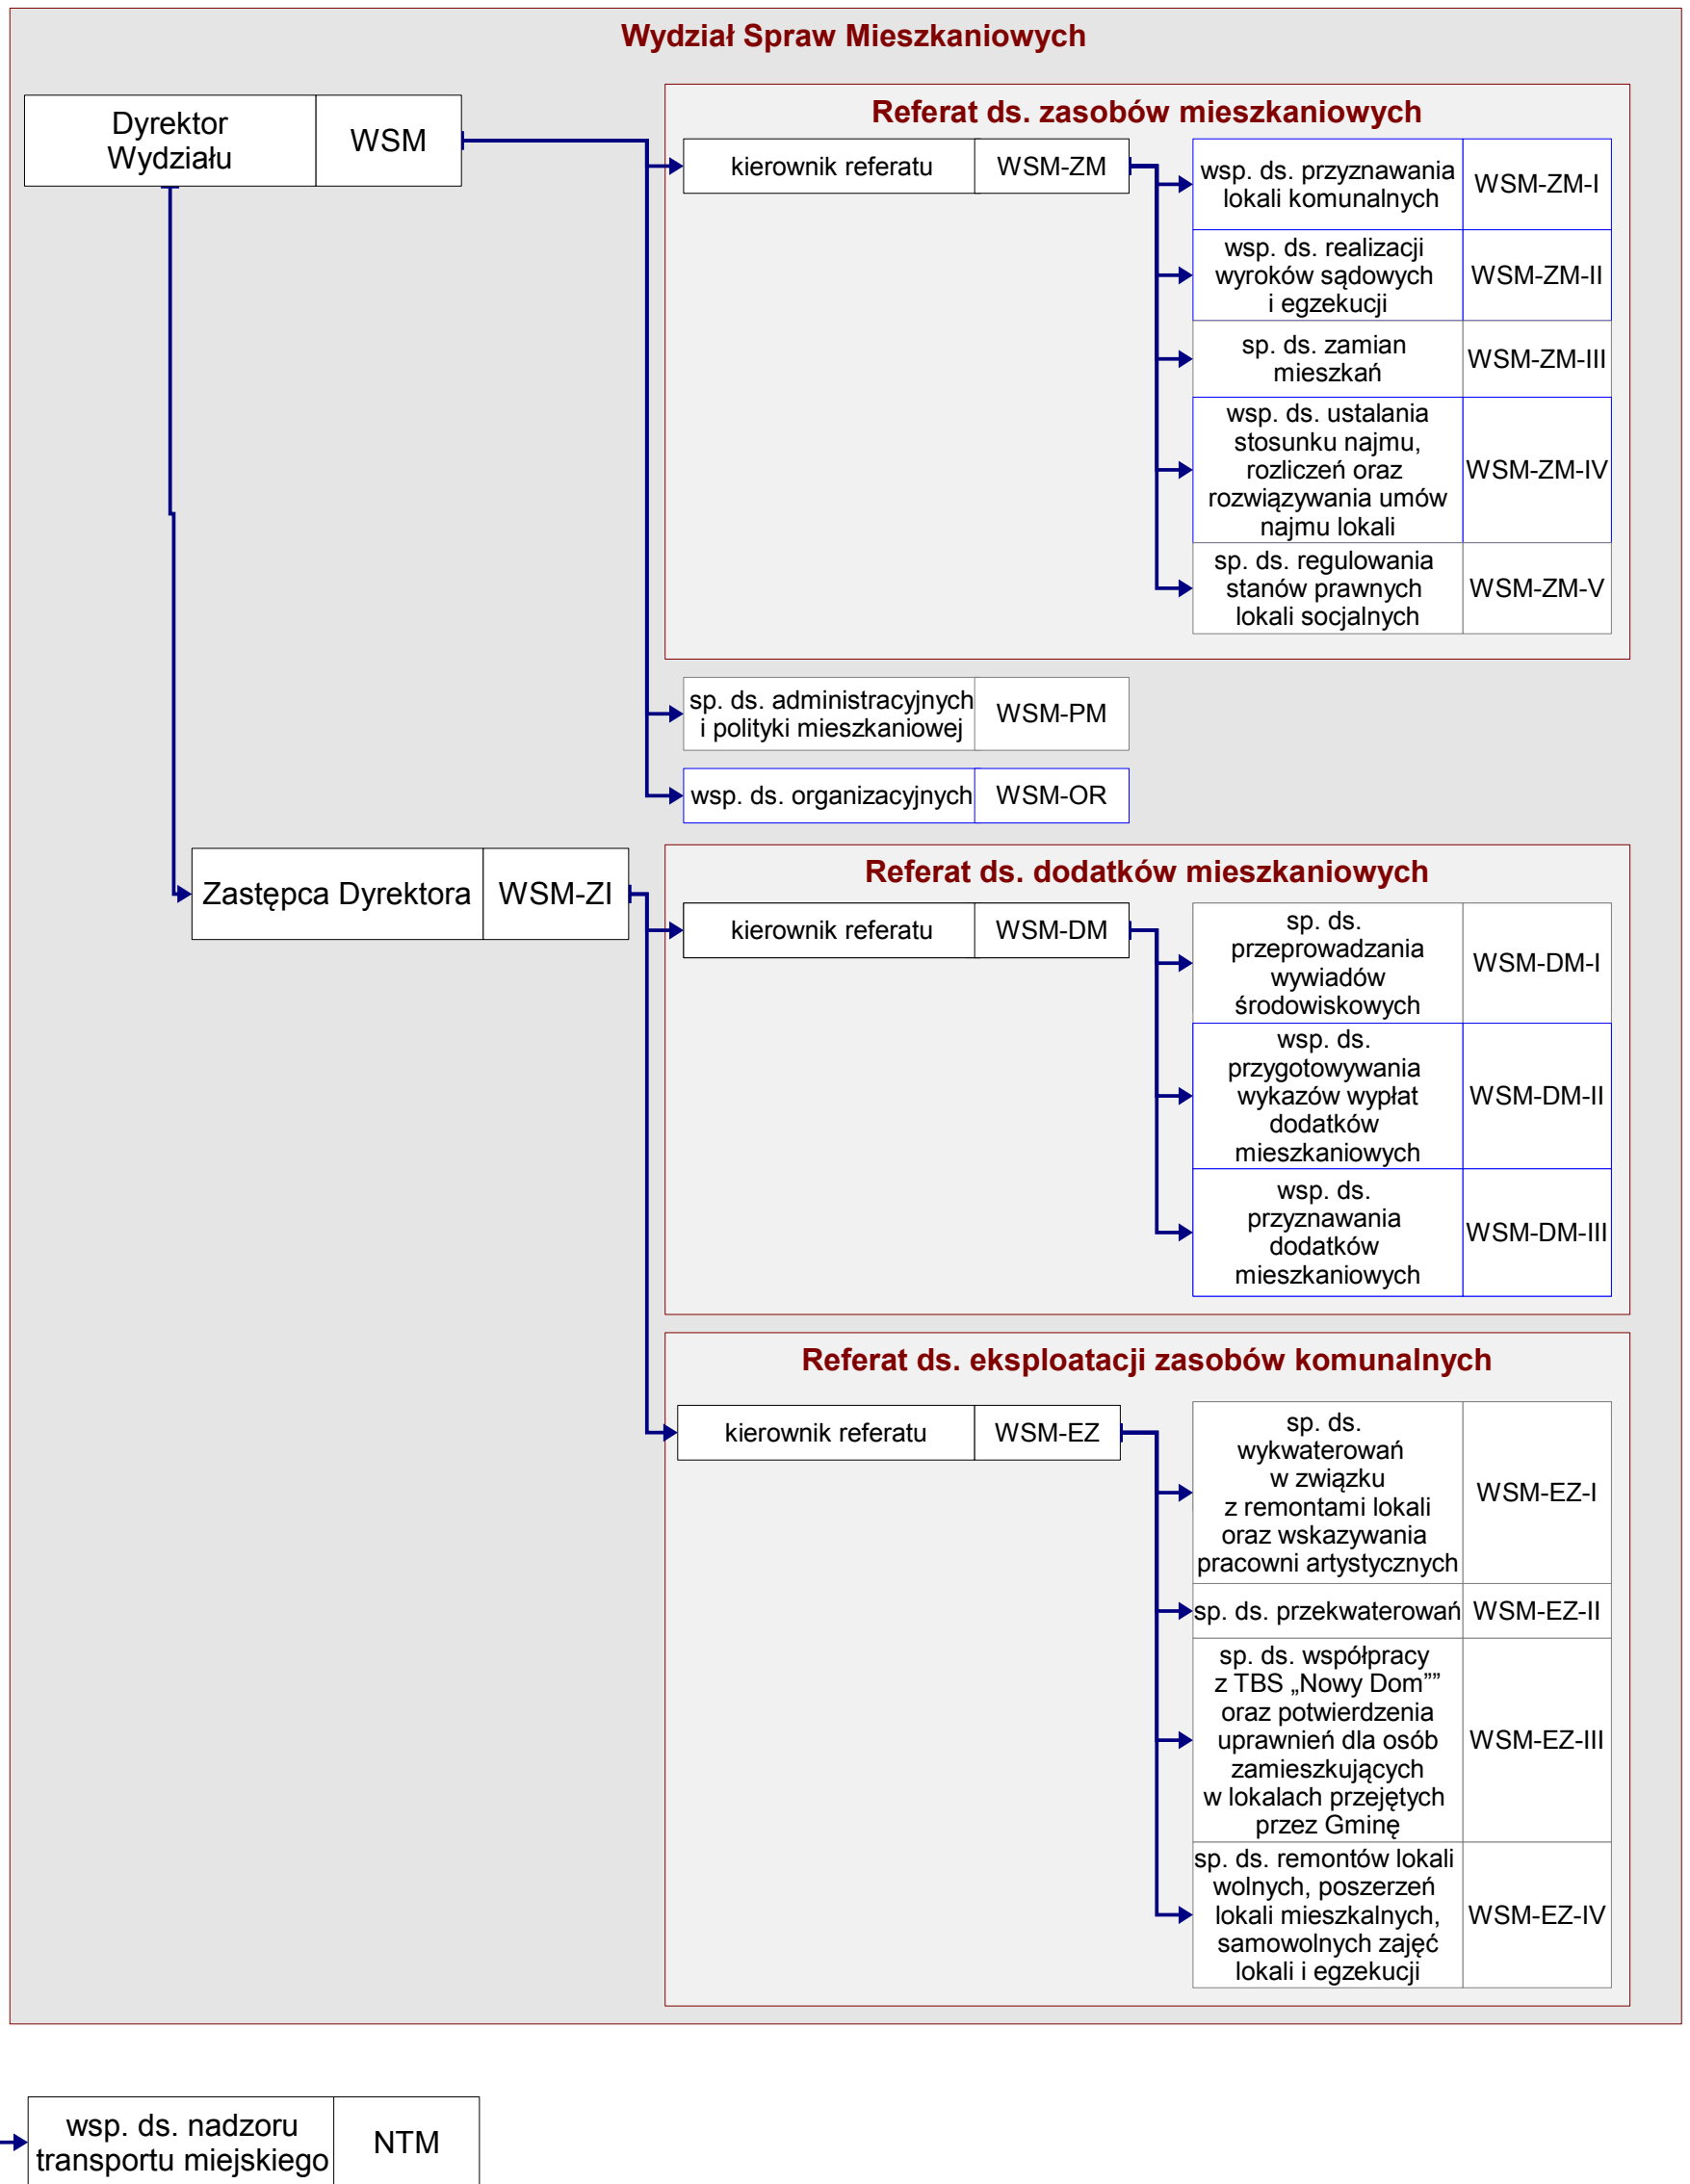 Wydział Spraw Mieszkaniowych
Dyrektor
Wydziału
WSM
Referat ds. zasobów mieszkaniowych
kierownik referatu
WSM-ZM
wsp. ds. przyznawania
lokali komunalnych
WSM-ZM-I
wsp. ds. realizacji
wyroków sądowych
i egzekucji
WSM-ZM-II
sp. ds. zamian
mieszkań
WSM-ZM-III
wsp. ds. ustalania
stosunku najmu,
rozliczeń oraz
rozwiązywania umów
najmu lokali
WSM-ZM-IV
sp. ds. regulowania
stanów prawnych
lokali socjalnych
WSM-ZM-V
sp. ds. administracyjnych
i polityki mieszkaniowej
WSM-PM
wsp. ds. organizacyjnych
WSM-OR
Zastępca Dyrektora
WSM-ZI
Referat ds. dodatków mieszkaniowych
kierownik referatu
WSM-DM
sp. ds.
przeprowadzania
wywiadów
środowiskowych
WSM-DM-I
wsp. ds.
przygotowywania
wykazów wypłat
dodatków
mieszkaniowych
WSM-DM-II
wsp. ds.
przyznawania
dodatków
mieszkaniowych
WSM-DM-III
Referat ds. eksploatacji zasobów komunalnych
kierownik referatu
WSM-EZ
sp. ds.
wykwaterowań
w związku
z remontami lokali
oraz wskazywania
pracowni artystycznych
WSM-EZ-I
sp. ds. przekwaterowań
WSM-EZ-II
sp. ds. współpracy
z TBS „Nowy Dom””
oraz potwierdzenia
uprawnień dla osób
zamieszkujących
w lokalach przejętych
przez Gminę
WSM-EZ-III
sp. ds. remontów lokali
wolnych, poszerzeń
lokali mieszkalnych,
samowolnych zajęć
lokali i egzekucji
WSM-EZ-IV
wsp. ds. nadzoru
transportu miejskiego
NTM